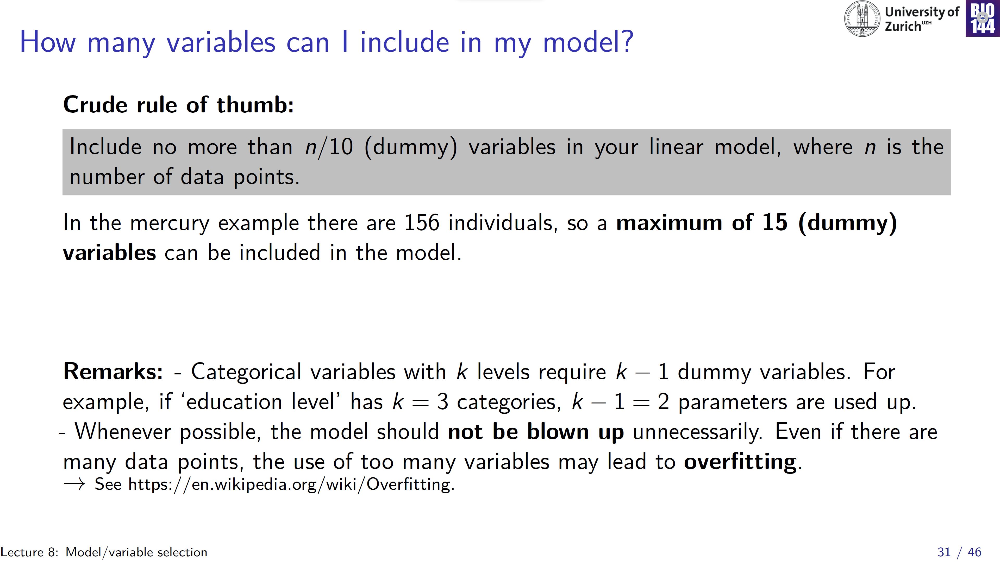 University of
Zurich UZH
BIO
144
How many variables can I include in my model?
Crude rule of thumb:
Include no more than n/10 (dummy) variables in your linear model, where n is the
number of data points.
In the mercury example there are 156 individuals, so a maximum of 15 (dummy)
variables can be included in the model.
Remarks: - Categorical variables with k levels require k − 1 dummy variables. For
example, if ‘education level’ has k = 3 categories, k − 1 = 2 parameters are used up.
- Whenever possible, the model should not be blown up unnecessarily. Even if there are
many data points, the use of too many variables may lead to overfitting.
→ See https://en.wikipedia.org/wiki/Overfitting.
Lecture 8: Model/variable selection
31 / 46